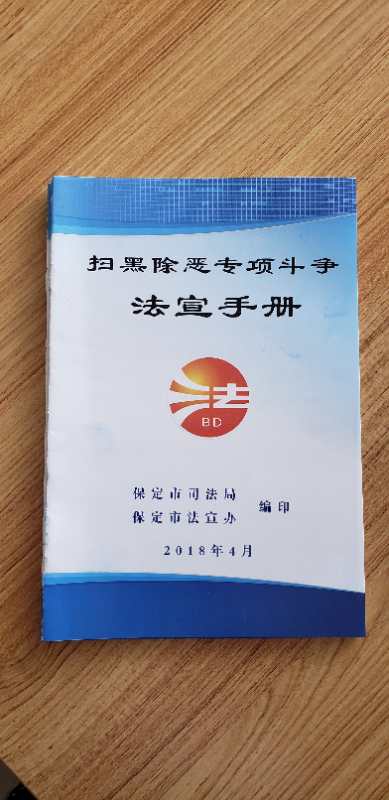 扫黑除恶专项斗争
法宣手册
法
BD
保定市司法局
保定市法宣办
编印
2018年4月